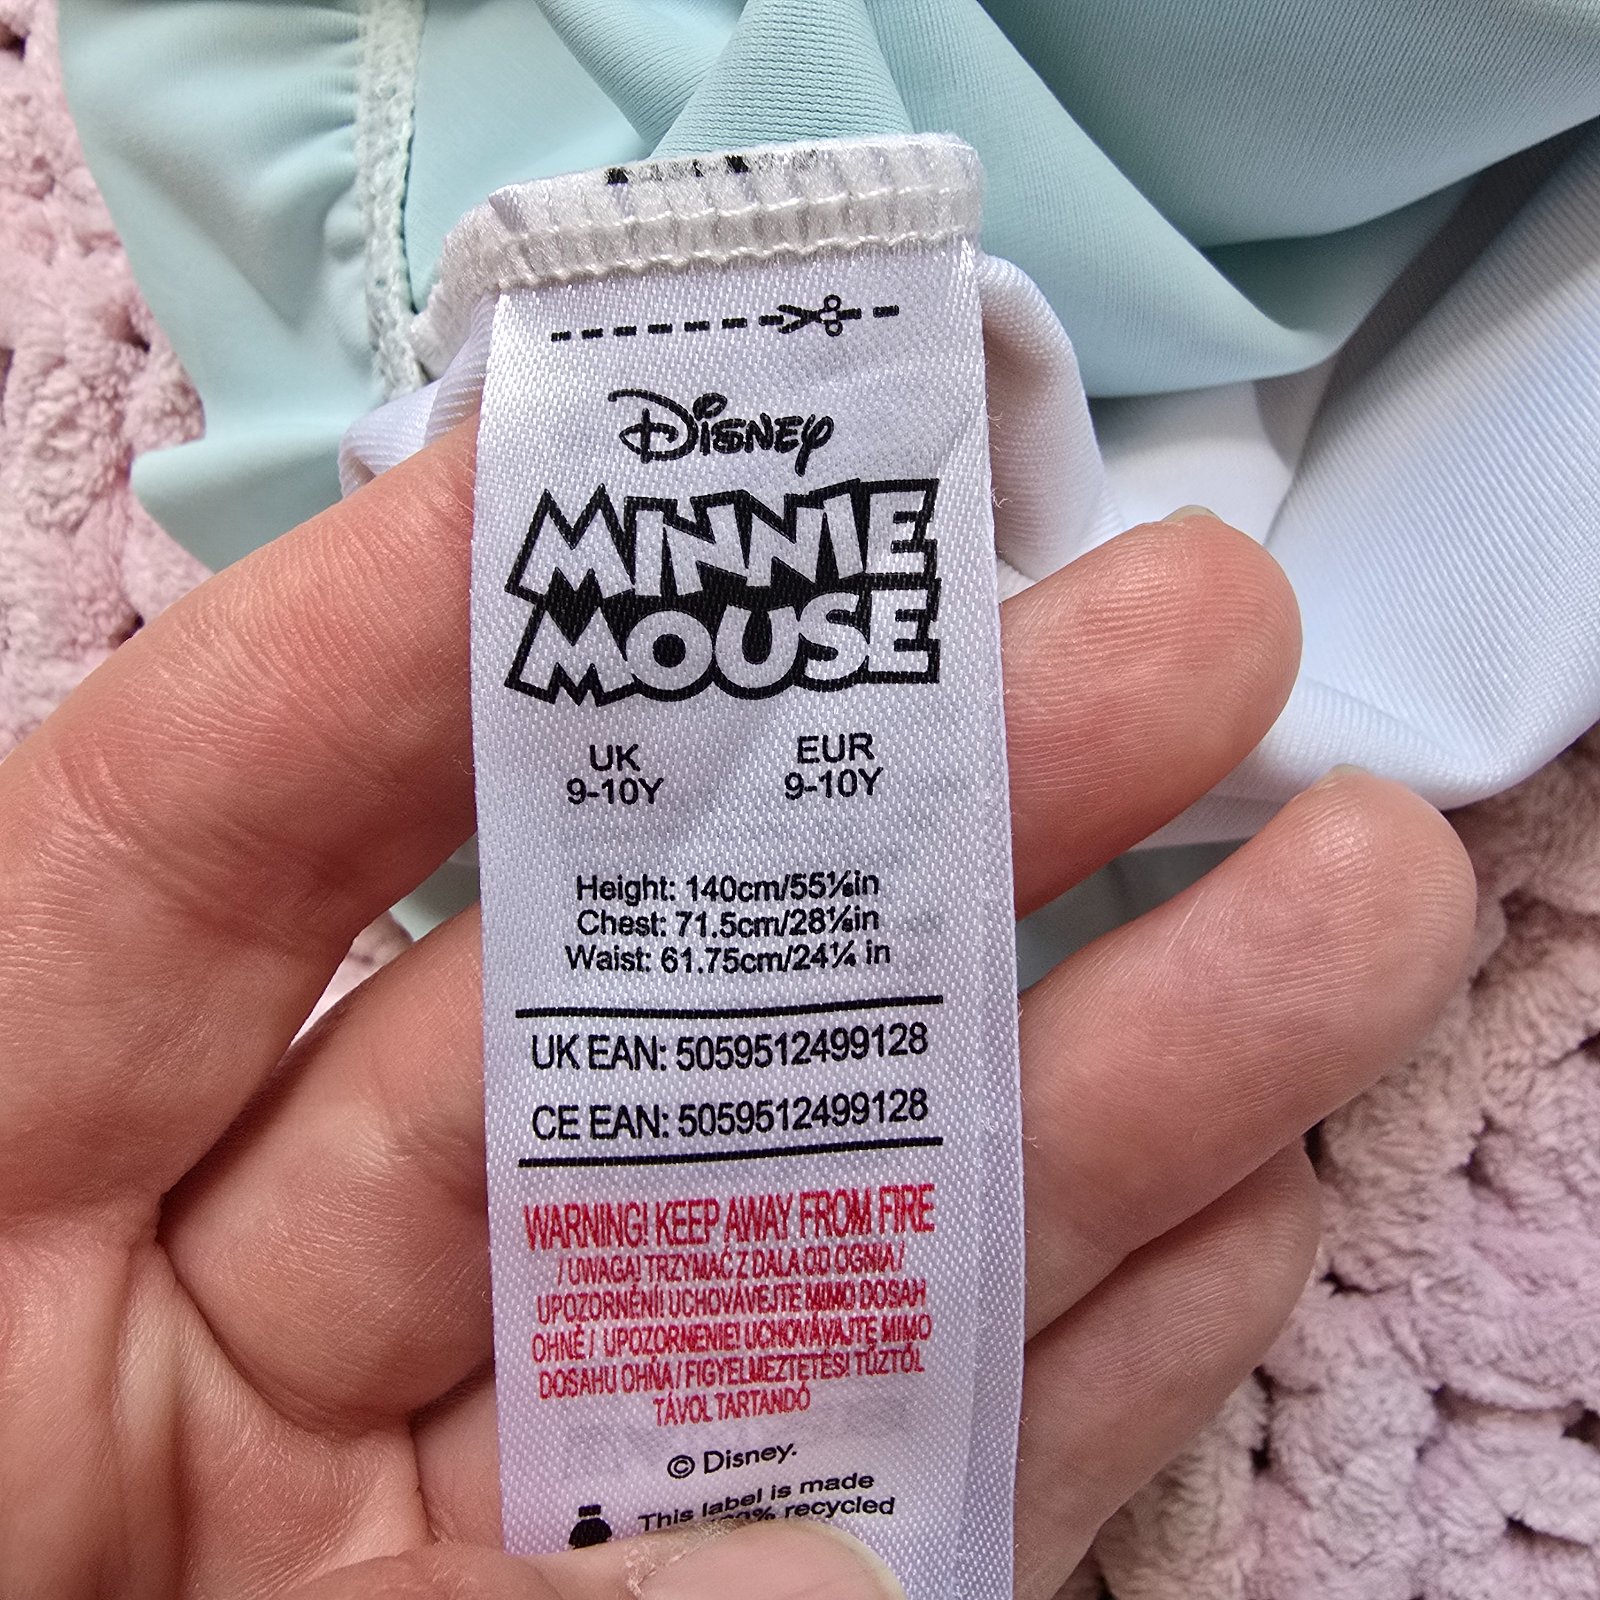 Disney
MINNIE
MOUSE
UK EUR
9-10Y 9-10Y
Height: 140cm/55⅛in
Chest: 71.5cm/28⅛in
Waist: 61.75cm/24¼ in
UK EAN: 5059512499128
CE EAN: 5059512499128
WARNING! KEEP AWAY FROM FIRE
/ UWAGA! TRZYMAĆ Z DALA OD OGNIA /
UPOZORNĚNÍ! UCHOVÁVEJTE MIMO DOSAH
OHNĚ / UPOZORNENIE! UCHOVÁVAJTE MIMO
DOSAHU OHŇA / FIGYELMEZTETÉS! TŰZTŐL
TÁVOL TARTANDÓ
© Disney.
This label is made
recycled